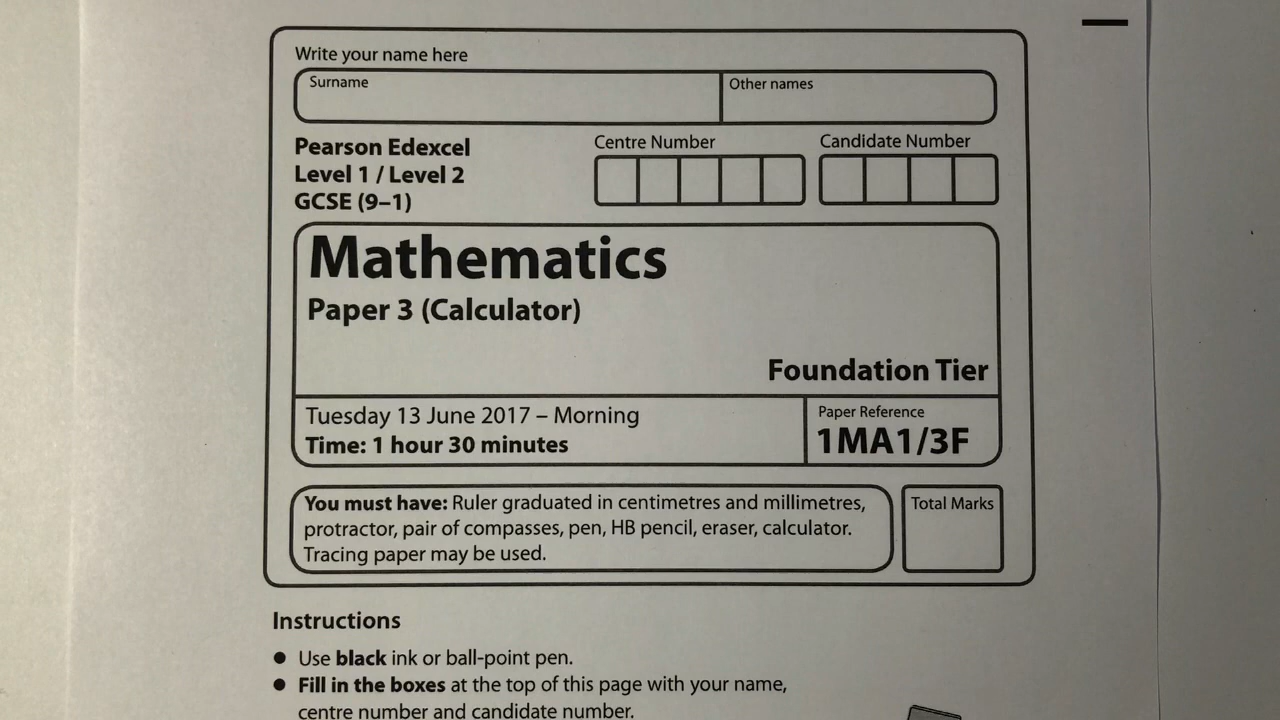 Write your name here
Surname
Other names
Pearson Edexcel
Level 1 / Level 2
GCSE (9–1)
Centre Number
Candidate Number
Mathematics
Paper 3 (Calculator)
Foundation Tier
Tuesday 13 June 2017 – Morning
Time: 1 hour 30 minutes
Paper Reference
1MA1/3F
You must have: Ruler graduated in centimetres and millimetres,
protractor, pair of compasses, pen, HB pencil, eraser, calculator.
Tracing paper may be used.
Total Marks
Instructions
● Use black ink or ball-point pen.
● Fill in the boxes at the top of this page with your name,
centre number and candidate number.